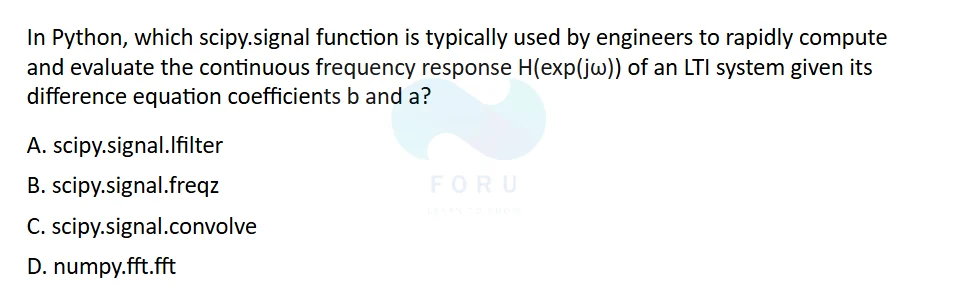 In Python, which scipy.signal function is typically used by engineers to rapidly compute
and evaluate the continuous frequency response H(exp(jω)) of an LTI system given its
difference equation coefficients b and a?
A. scipy.signal.lfilter
B. scipy.signal.freqz
FORU
C. scipy.signal.convolve
D. numpy.fft.fft